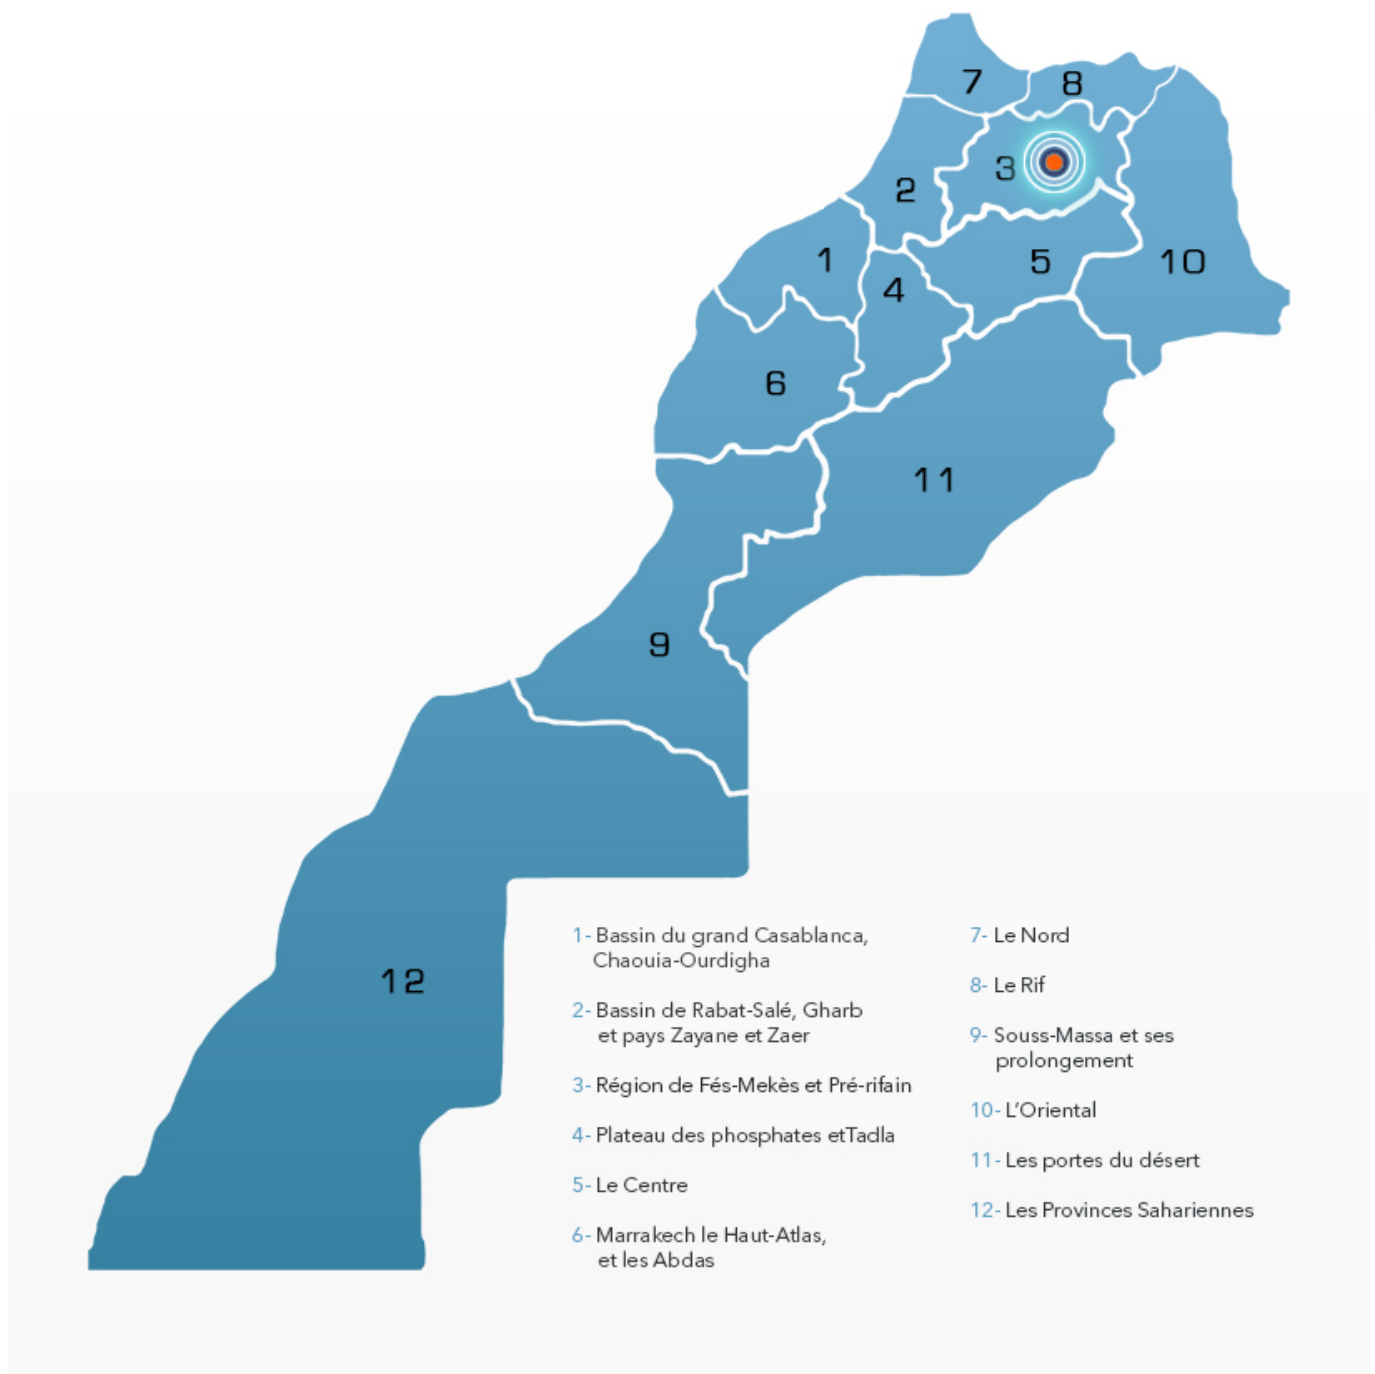 7
8
3
2
1
5
10
4
6
11
9
12
1- Bassin du grand Casablanca,
Chaouia-Ourdigha
2- Bassin de Rabat-Salé, Gharb
et pays Zayane et Zaer
3- Région de Fés-Mekès et Pré-rifain
4- Plateau des phosphates etTadla
5- Le Centre
6- Marrakech le Haut-Atlas,
et les Abdas
7- Le Nord
8- Le Rif
9- Souss-Massa et ses
prolongement
10- L’Oriental
11- Les portes du désert
12- Les Provinces Sahariennes